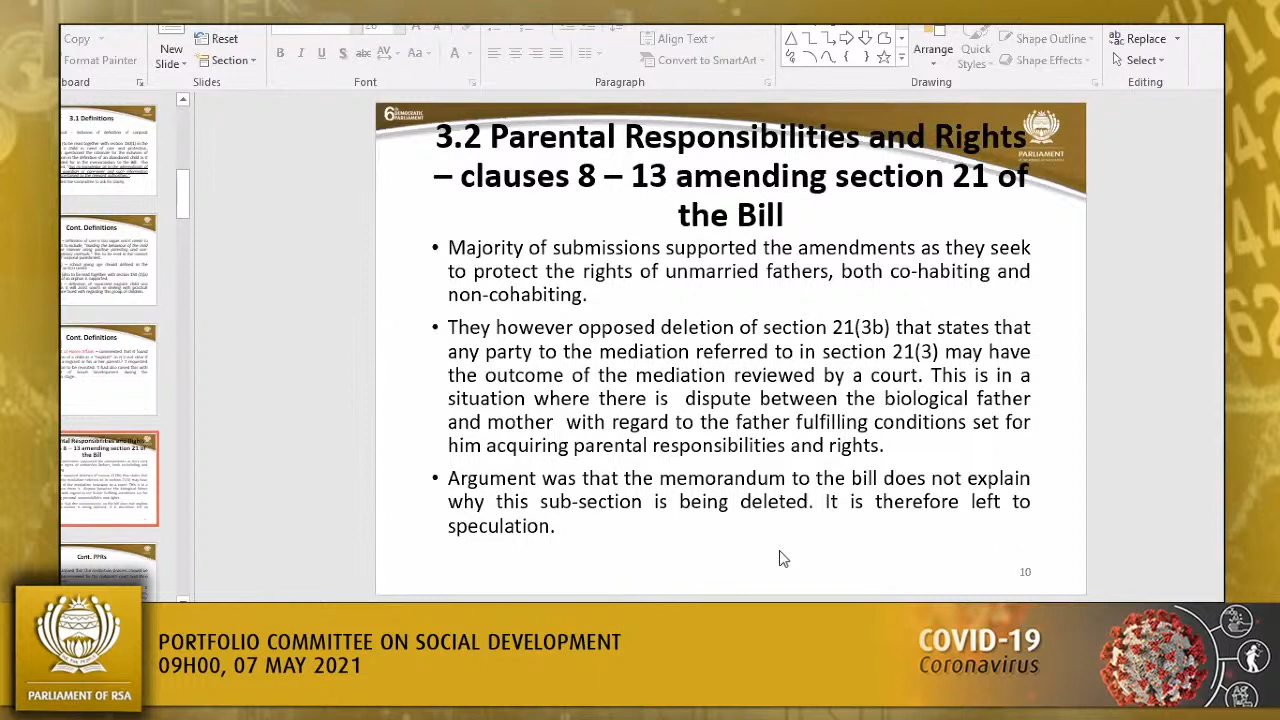 Copy
Format Painter
board
New
Slide
Reset
Section
Slides
B I U S abc AV Aa A
Font
Align Text
Convert to SmartArt
Paragraph
Arrange
Quick
Styles
Shape Outline
Shape Effects
Drawing
Replace
Select
Editing
3.1 Definitions
Cont. Definitions
Cont. Definitions
Cont. PPRs
6th DEMOCRATIC
PARLIAMENT
PARLIAMENT
3.2 Parental Responsibilities and Rights
– clauses 8 – 13 amending section 21 of
the Bill
• Majority of submissions supported the amendments as they seek
to protect the rights of unmarried fathers, both co-habiting and
non-cohabiting.
• They however opposed deletion of section 21(3b) that states that
any party to the mediation referred to in section 21(3) may have
the outcome of the mediation reviewed by a court. This is in a
situation where there is dispute between the biological father
and mother with regard to the father fulfilling conditions set for
him acquiring parental responsibilities and rights.
• Argument was that the memorandum to the bill does not explain
why this sub-section is being deleted. It is therefore left to
speculation.
10
PORTFOLIO COMMITTEE ON SOCIAL DEVELOPMENT
09H00, 07 MAY 2021
PARLIAMENT OF RSA
COVID-19
Coronavirus